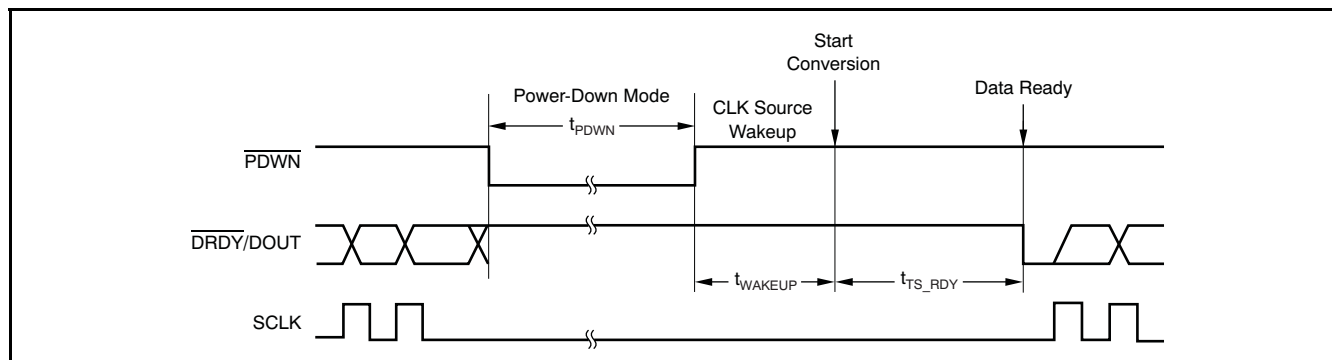 Start
Conversion
Power-Down Mode
CLK Source
Wakeup
Data Ready
tPDWN
PDWN
DRDY/DOUT
tWAKEUP
tTS_RDY
SCLK